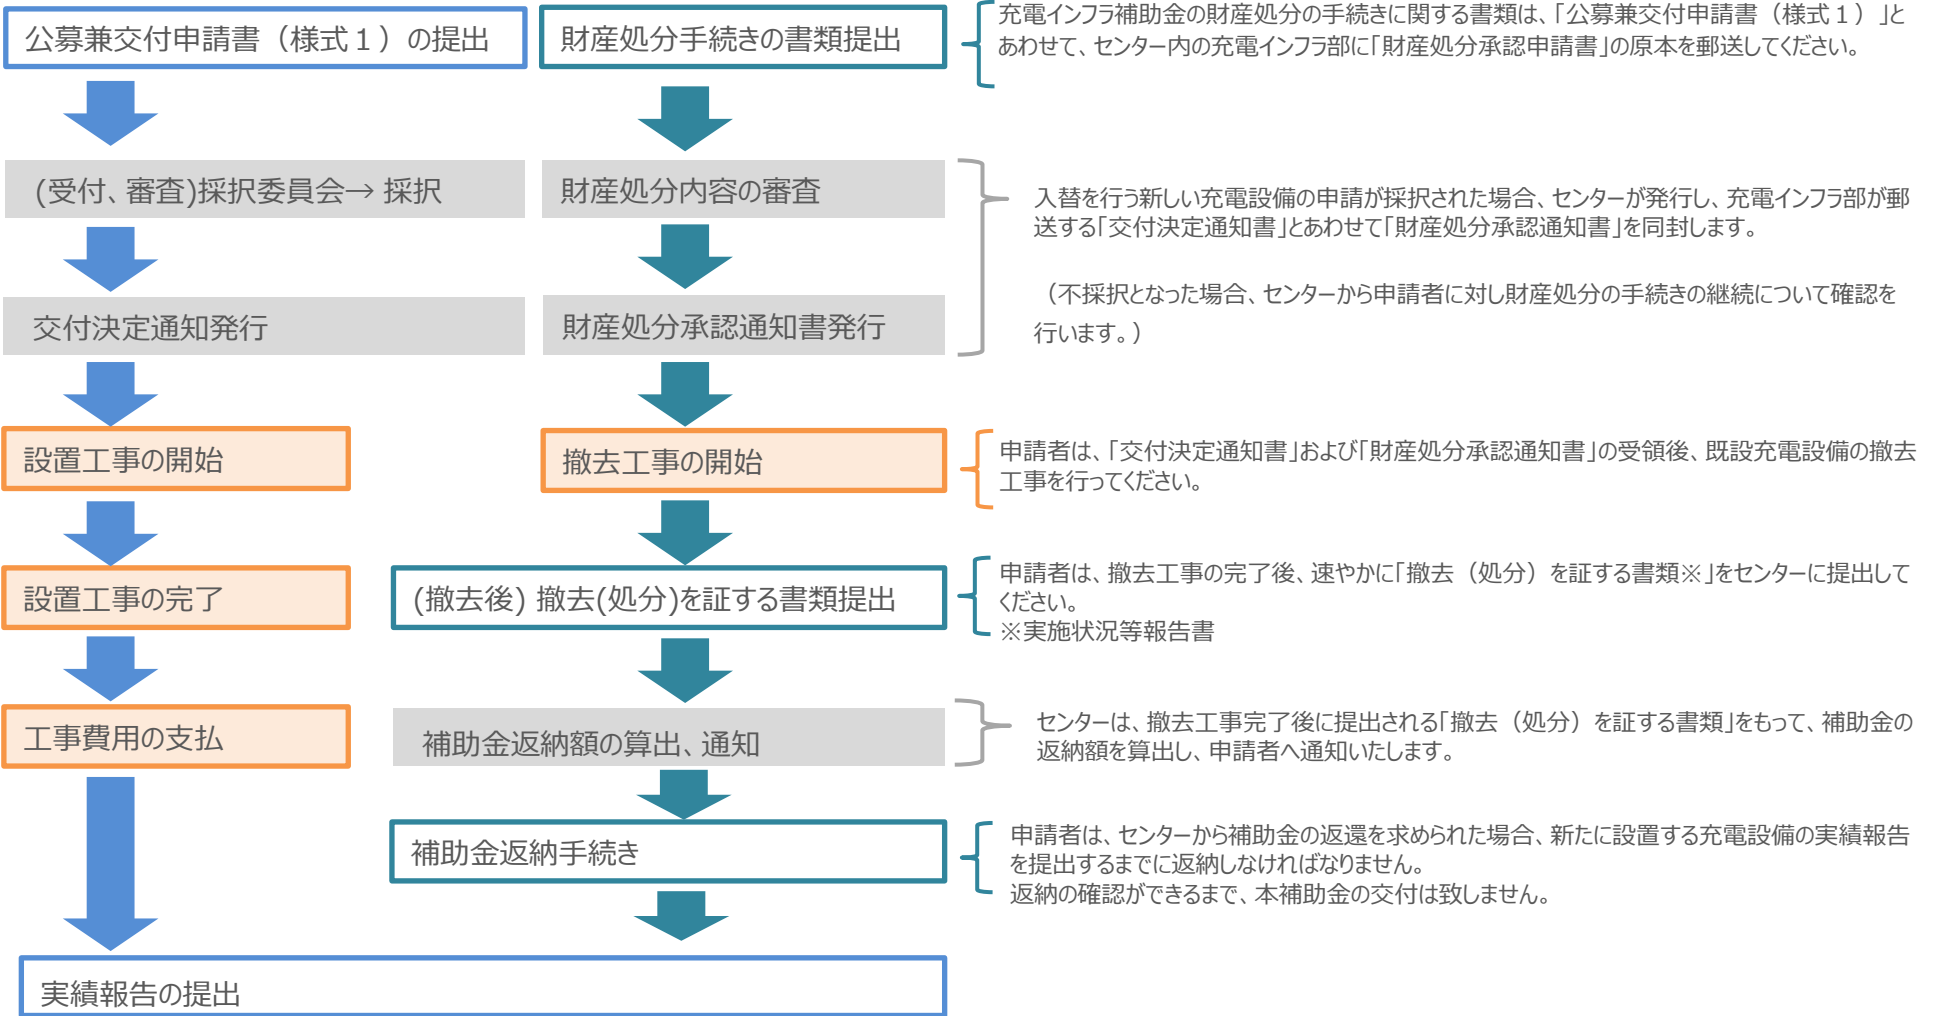 公募兼交付申請書（様式１）の提出
財産処分手続きの書類提出
充電インフラ補助金の財産処分の手続きに関する書類は、「公募兼交付申請書（様式１）」と
あわせて、センター内の充電インフラ部に「財産処分承認申請書」の原本を郵送してください。
(受付、審査)採択委員会→ 採択
財産処分内容の審査
入替を行う新しい充電設備の申請が採択された場合、センターが発行し、充電インフラ部が郵
送する「交付決定通知書」とあわせて「財産処分承認通知書」を同封します。
（不採択となった場合、センターから申請者に対し財産処分の手続きの継続について確認を
行います。）
交付決定通知発行
財産処分承認通知書発行
設置工事の開始
撤去工事の開始
申請者は、「交付決定通知書」および「財産処分承認通知書」の受領後、既設充電設備の撤去
工事を行ってください。
設置工事の完了
(撤去後) 撤去(処分)を証する書類提出
申請者は、撤去工事の完了後、速やかに「撤去（処分）を証する書類※」をセンターに提出して
ください。
※実施状況等報告書
工事費用の支払
補助金返納額の算出、通知
センターは、撤去工事完了後に提出される「撤去（処分）を証する書類」をもって、補助金の
返納額を算出し、申請者へ通知いたします。
補助金返納手続き
申請者は、センターから補助金の返還を求められた場合、新たに設置する充電設備の実績報告
を提出するまでに返納しなければなりません。
返納の確認ができるまで、本補助金の交付は致しません。
実績報告の提出